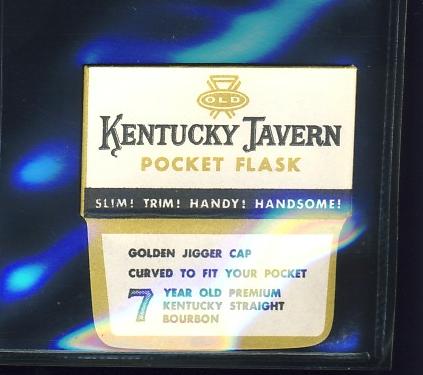 OLD
KENTUCKY TAVERN
POCKET FLASK
SLIM! TRIM! HANDY! HANDSOME!
GOLDEN JIGGER CAP
CURVED TO FIT YOUR POCKET
7 YEAR OLD PREMIUM
KENTUCKY STRAIGHT
BOURBON